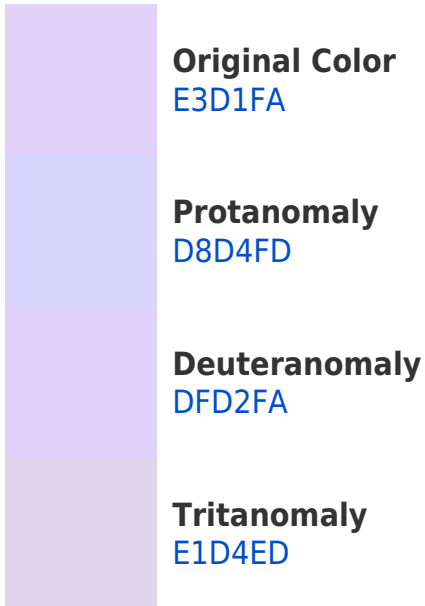 Original Color
E3D1FA
Protanomaly
D8D4FD
Deuteranomaly
DFD2FA
Tritanomaly
E1D4ED